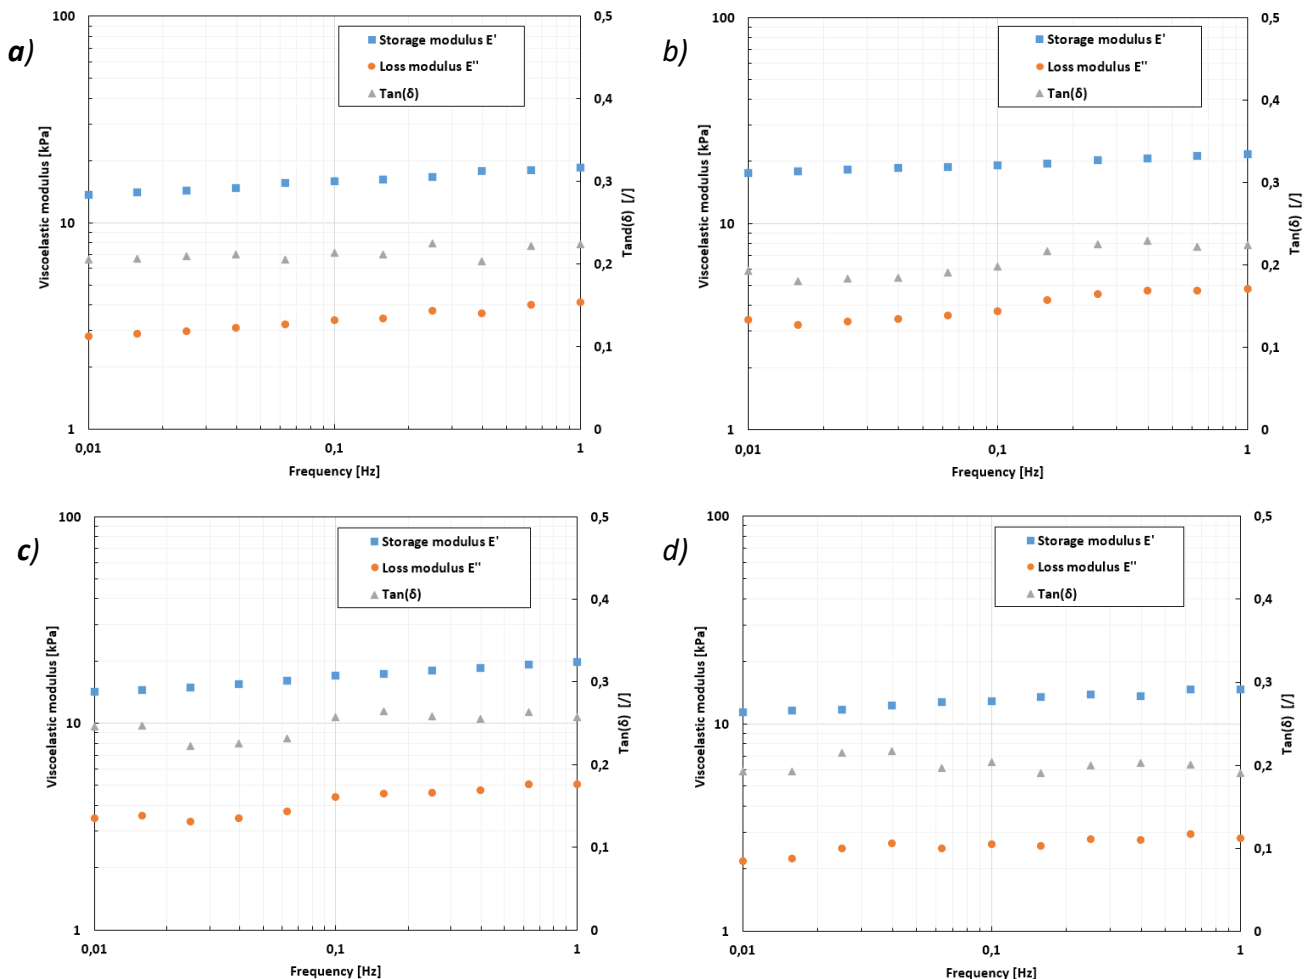 a)
100
10
1
Viscoelastic modulus [kPa]
Storage modulus E'
Loss modulus E''
Tan(δ)
0,5
0,4
0,3
0,2
0,1
0
Tand(δ) [/]
0,01
0,1
1
Frequency [Hz]
b)
100
10
1
Viscoelastic modulus [kPa]
Storage modulus E'
Loss modulus E''
Tan(δ)
0,5
0,4
0,3
0,2
0,1
0
Tan(δ) [/]
0,01
0,1
1
Frequency [Hz]
c)
100
10
1
Viscoelastic modulus [kPa]
Storage modulus E'
Loss modulus E''
Tan(δ)
0,5
0,4
0,3
0,2
0,1
0
Tan(δ) [/]
0,01
0,1
1
Frequency [Hz]
d)
100
10
1
Viscoelastic modulus [kPa]
Storage modulus E'
Loss modulus E''
Tan(δ)
0,5
0,4
0,3
0,2
0,1
0
Tan(δ) [/]
0,01
0,1
1
Frequency [Hz]